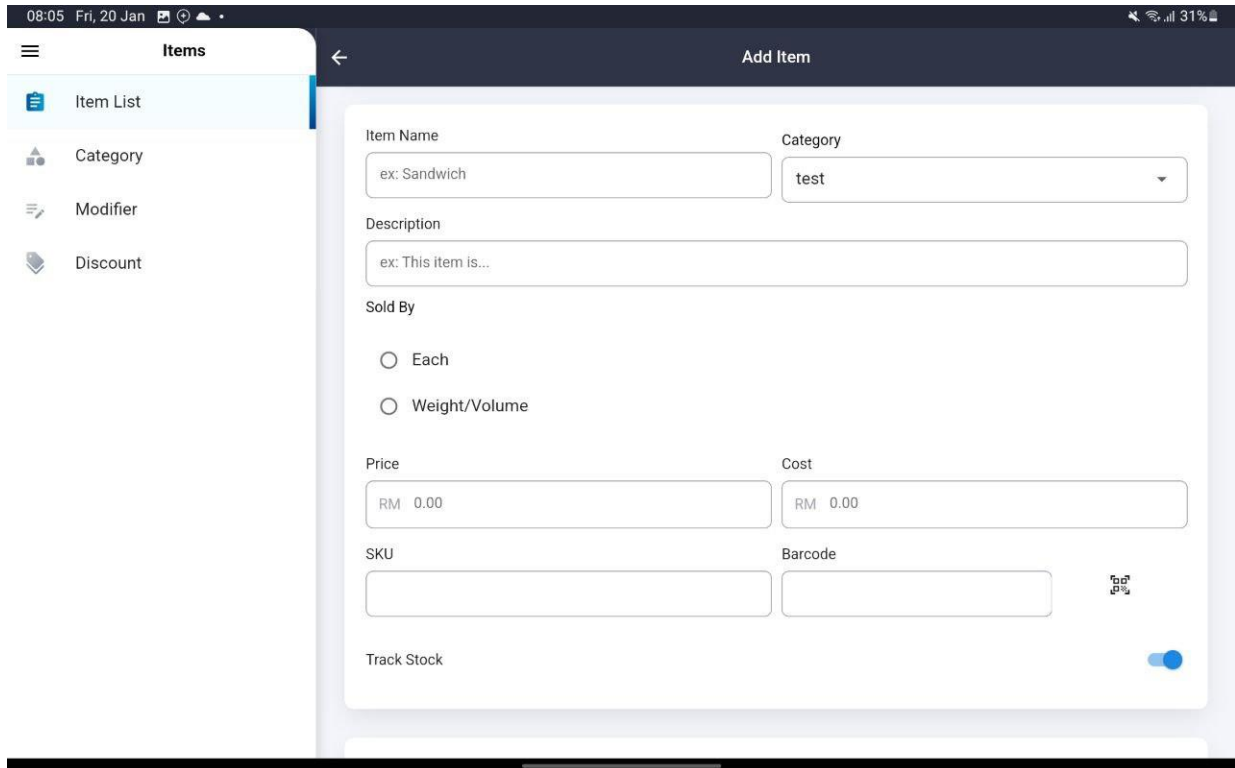 08:05 Fri, 20 Jan
31%
Items
Add Item
Item List
Category
Modifier
Discount
Item Name
Category
ex: Sandwich
test
Description
ex: This item is...
Sold By
Each
Weight/Volume
Price
Cost
RM 0.00
RM 0.00
SKU
Barcode
Track Stock